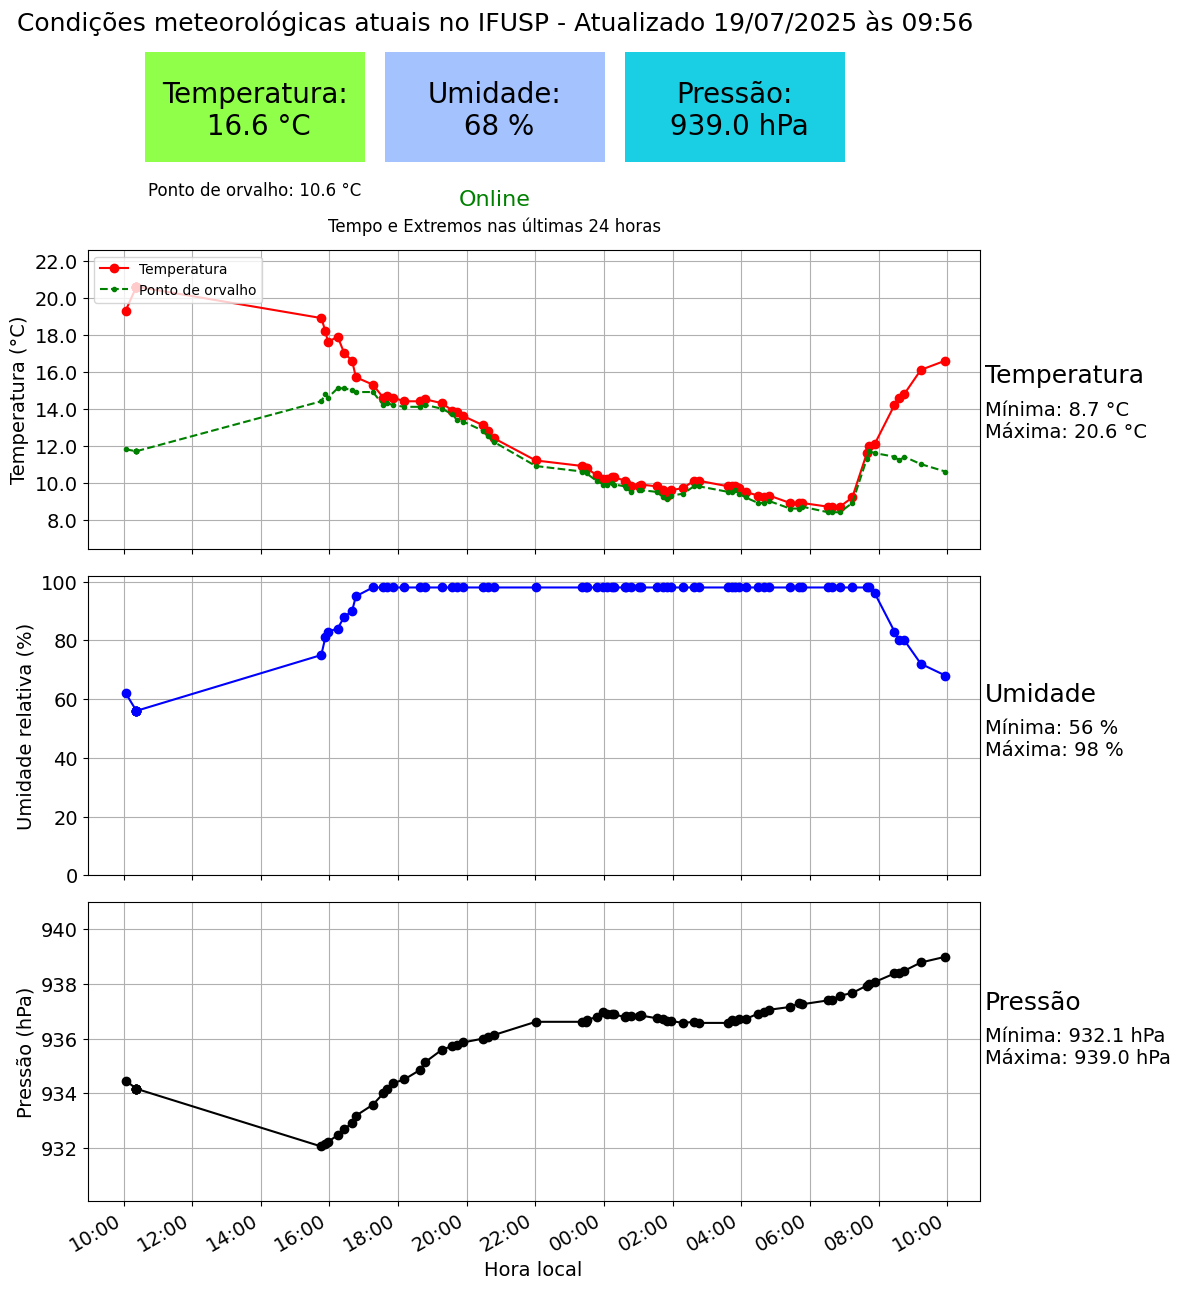 Condições meteorológicas atuais no IFUSP - Atualizado 19/07/2025 às 09:56
Temperatura:
16.6 °C
Umidade:
68 %
Pressão:
939.0 hPa
Ponto de orvalho: 10.6 °C
Online
Tempo e Extremos nas últimas 24 horas
Temperatura (°C)
22.0
20.0
18.0
16.0
14.0
12.0
10.0
8.0
Temperatura
Ponto de orvalho
Temperatura
Mínima: 8.7 °C
Máxima: 20.6 °C
Umidade relativa (%)
100
80
60
40
20
0
Umidade
Mínima: 56 %
Máxima: 98 %
Pressão (hPa)
940
938
936
934
932
Pressão
Mínima: 932.1 hPa
Máxima: 939.0 hPa
10:00 12:00 14:00 16:00 18:00 20:00 22:00 00:00 02:00 04:00 06:00 08:00 10:00
Hora local